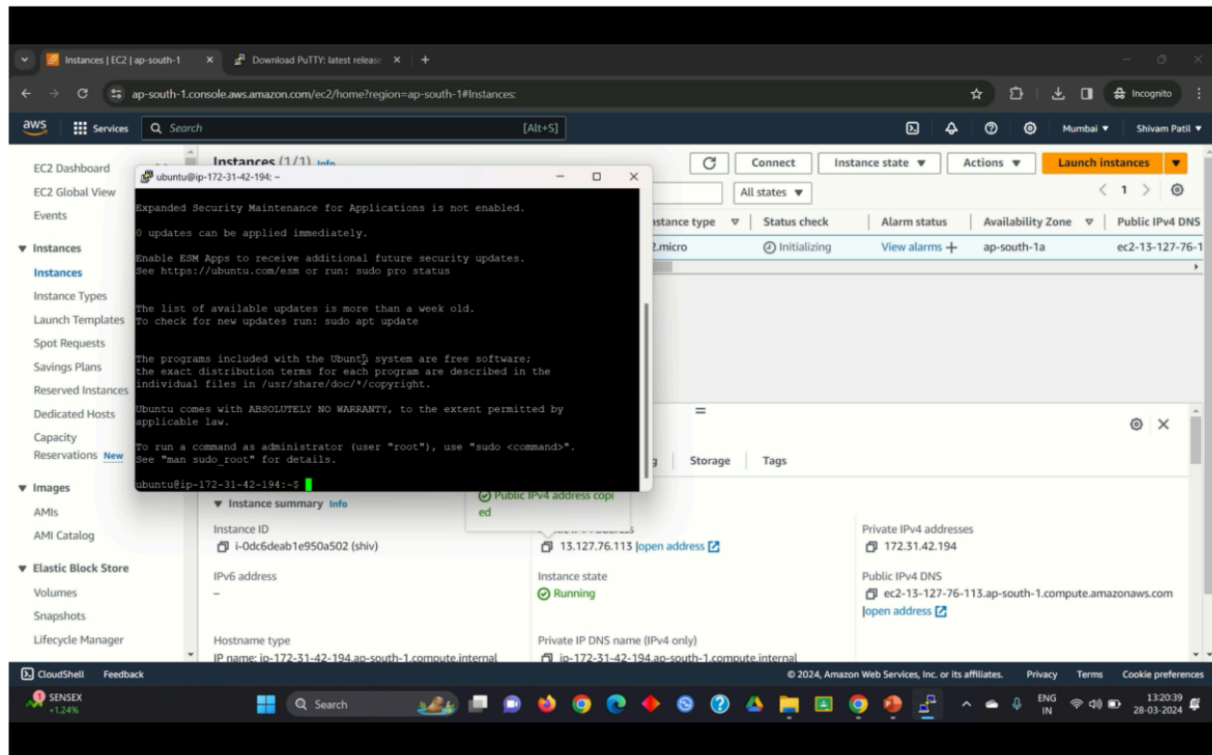 Instances | EC2 | ap-south-1
Download PuTTY: latest release
ap-south-1.console.aws.amazon.com/ec2/home?region=ap-south-1#Instances:
Incognito
aws
Services
Search
[Alt+S]
Mumbai ▼
Shivam Patil ▼
EC2 Dashboard
EC2 Global View
Events
Instances
Instances
Instance Types
Launch Templates
Spot Requests
Savings Plans
Reserved Instances
Dedicated Hosts
Capacity
Reservations New
Images
AMIs
AMI Catalog
Elastic Block Store
Volumes
Snapshots
Lifecycle Manager
Instances (1/1) Info
Connect
Instance state ▼
Actions ▼
Launch instances
All states ▼
1
Status check
Alarm status
Availability Zone
Public IPv4 DNS
Initializing
View alarms +
ap-south-1a
ec2-13-127-76-1
ubuntu@ip-172-31-42-194: ~
Expanded Security Maintenance for Applications is not enabled.
0 updates can be applied immediately.
Enable ESM Apps to receive additional future security updates.
See https://ubuntu.com/esm or run: sudo pro status
The list of available updates is more than a week old.
To check for new updates run: sudo apt update
The programs included with the Ubuntu system are free software;
the exact distribution terms for each program are described in the
individual files in /usr/share/doc/*/copyright.
Ubuntu comes with ABSOLUTELY NO WARRANTY, to the extent permitted by
applicable law.
To run a command as administrator (user "root"), use "sudo <command>".
See "man sudo_root" for details.
ubuntu@ip-172-31-42-194:~$
Storage
Tags
Public IPv4 address copi
ed
Instance summary Info
Instance ID
i-0dc6deab1e950a502 (shiv)
13.127.76.113 |open address
Private IPv4 addresses
172.31.42.194
IPv6 address
–
Instance state
Running
Public IPv4 DNS
ec2-13-127-76-113.ap-south-1.compute.amazonaws.com
|open address
Hostname type
IP name: ip-172-31-42-194.ap-south-1.compute.internal
Private IP DNS name (IPv4 only)
ip-172-31-42-194.ap-south-1.compute.internal
CloudShell
Feedback
© 2024, Amazon Web Services, Inc. or its affiliates.
Privacy
Terms
Cookie preferences
1
SENSEX
+1.24%
Search
ENG
IN
13:20:39
28-03-2024